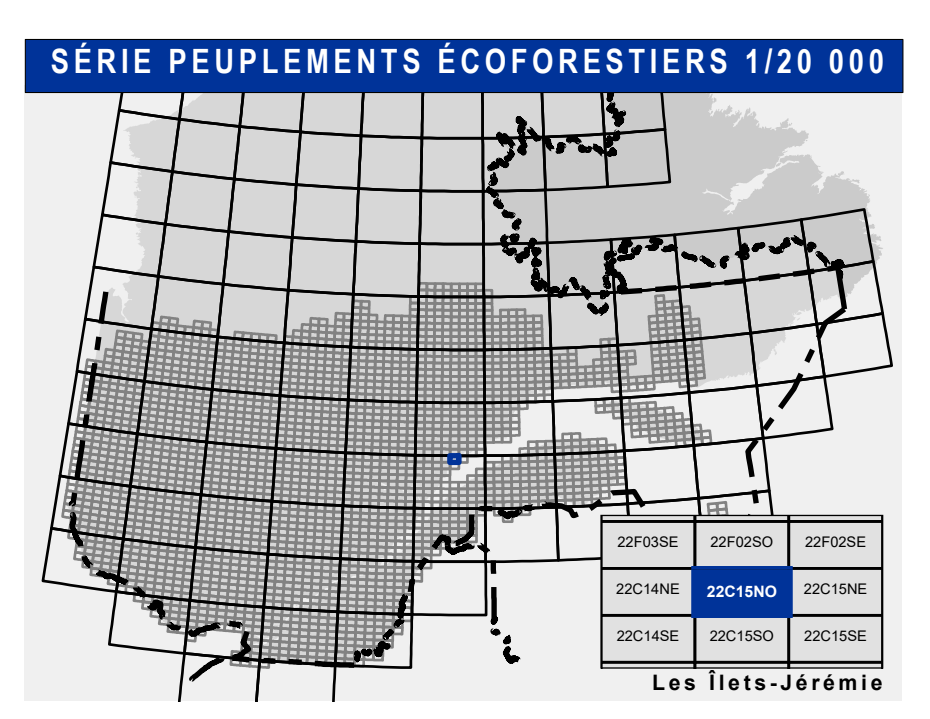 SÉRIE PEUPLEMENTS ÉCOFORESTIERS 1/20 000
22F03SE 22F02SO 22F02SE
22C14NE 22C15NO 22C15NE
22C14SE 22C15SO 22C15SE
Les Îlets-Jérémie